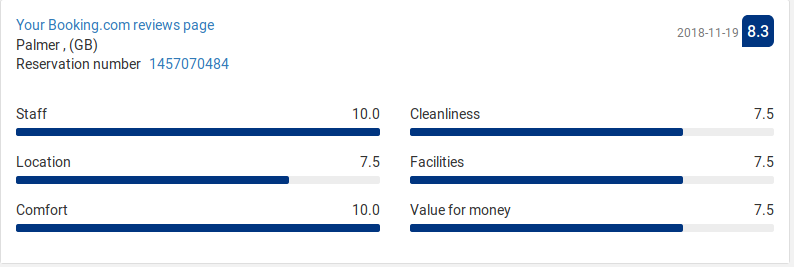 Your Booking.com reviews page
Palmer , (GB)
2018-11-19 8.3
Reservation number 1457070484
Staff 10.0
Cleanliness 7.5
Location 7.5
Facilities 7.5
Comfort 10.0
Value for money 7.5